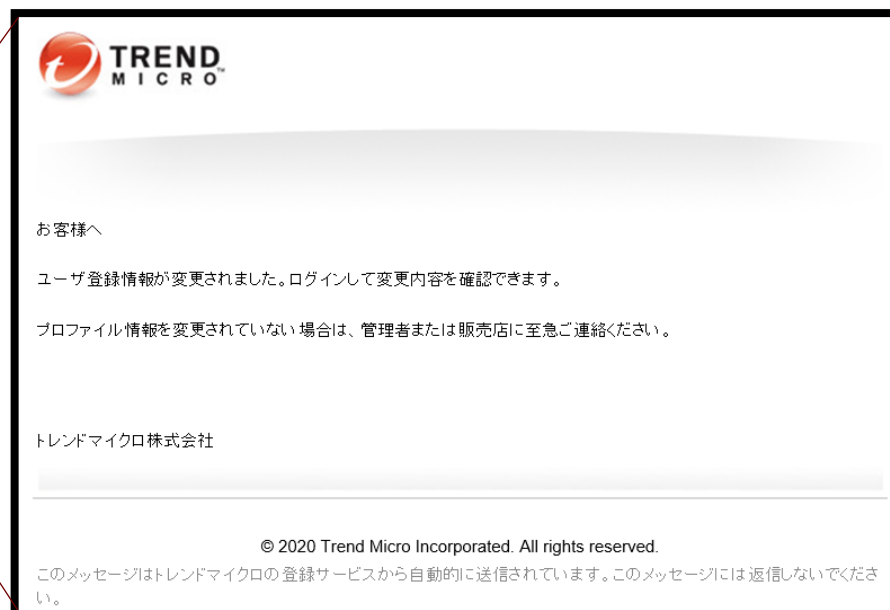 TREND
MICRO™
お客様へ
ユーザ登録情報が変更されました。ログインして変更内容を確認できます。
プロファイル情報を変更されていない場合は、管理者または販売店に至急ご連絡ください。
トレンドマイクロ株式会社
© 2020 Trend Micro Incorporated. All rights reserved.
このメッセージはトレンドマイクロの登録サービスから自動的に送信されています。このメッセージには返信しないでくださ
い。